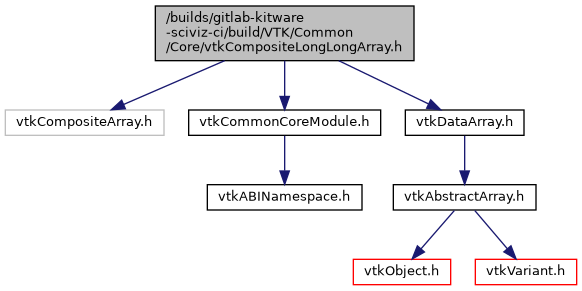 /builds/gitlab-kitware
-sciviz-ci/build/VTK/Common
/Core/vtkCompositeLongLongArray.h
vtkCompositeArray.h
vtkCommonCoreModule.h
vtkDataArray.h
vtkABINamespace.h
vtkAbstractArray.h
vtkObject.h
vtkVariant.h